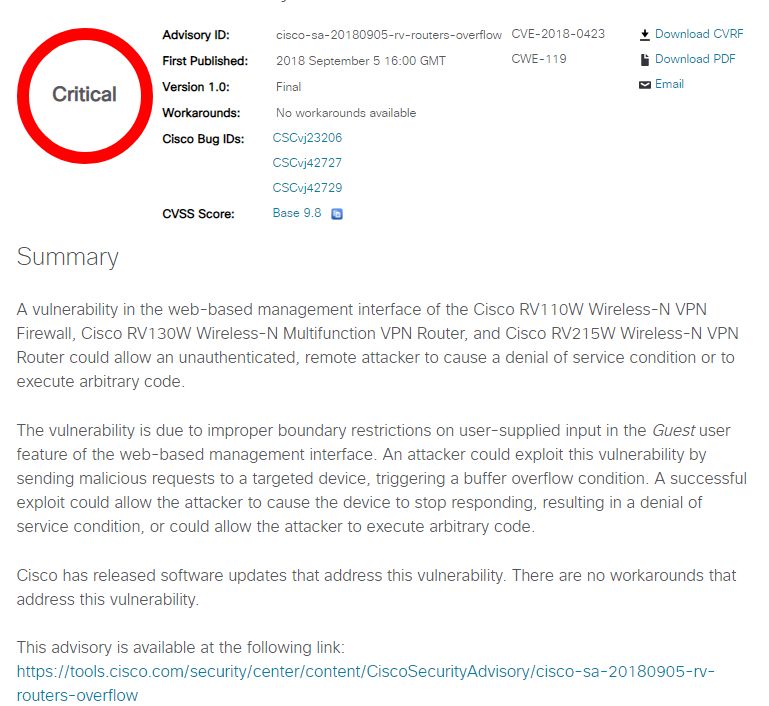 Critical
Advisory ID: cisco-sa-20180905-rv-routers-overflow CVE-2018-0423 Download CVRF
First Published: 2018 September 5 16:00 GMT CWE-119 Download PDF
Version 1.0: Final Email
Workarounds: No workarounds available
Cisco Bug IDs: CSCvj23206
CSCvj42727
CSCvj42729
CVSS Score: Base 9.8
Summary
A vulnerability in the web-based management interface of the Cisco RV110W Wireless-N VPN
Firewall, Cisco RV130W Wireless-N Multifunction VPN Router, and Cisco RV215W Wireless-N VPN
Router could allow an unauthenticated, remote attacker to cause a denial of service condition or to
execute arbitrary code.
The vulnerability is due to improper boundary restrictions on user-supplied input in the Guest user
feature of the web-based management interface. An attacker could exploit this vulnerability by
sending malicious requests to a targeted device, triggering a buffer overflow condition. A successful
exploit could allow the attacker to cause the device to stop responding, resulting in a denial of
service condition, or could allow the attacker to execute arbitrary code.
Cisco has released software updates that address this vulnerability. There are no workarounds that
address this vulnerability.
This advisory is available at the following link:
https://tools.cisco.com/security/center/content/CiscoSecurityAdvisory/cisco-sa-20180905-rv-
routers-overflow